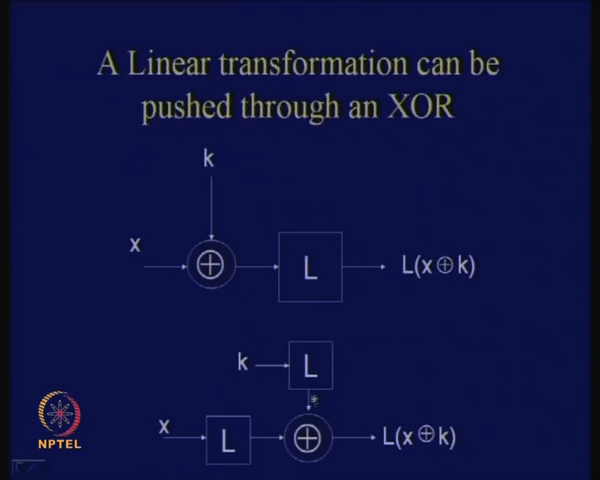 A Linear transformation can be
pushed through an XOR
k
x
⊕
L
L(x ⊕ k)
k
L
x
L
⊕
L(x ⊕ k)
NPTEL